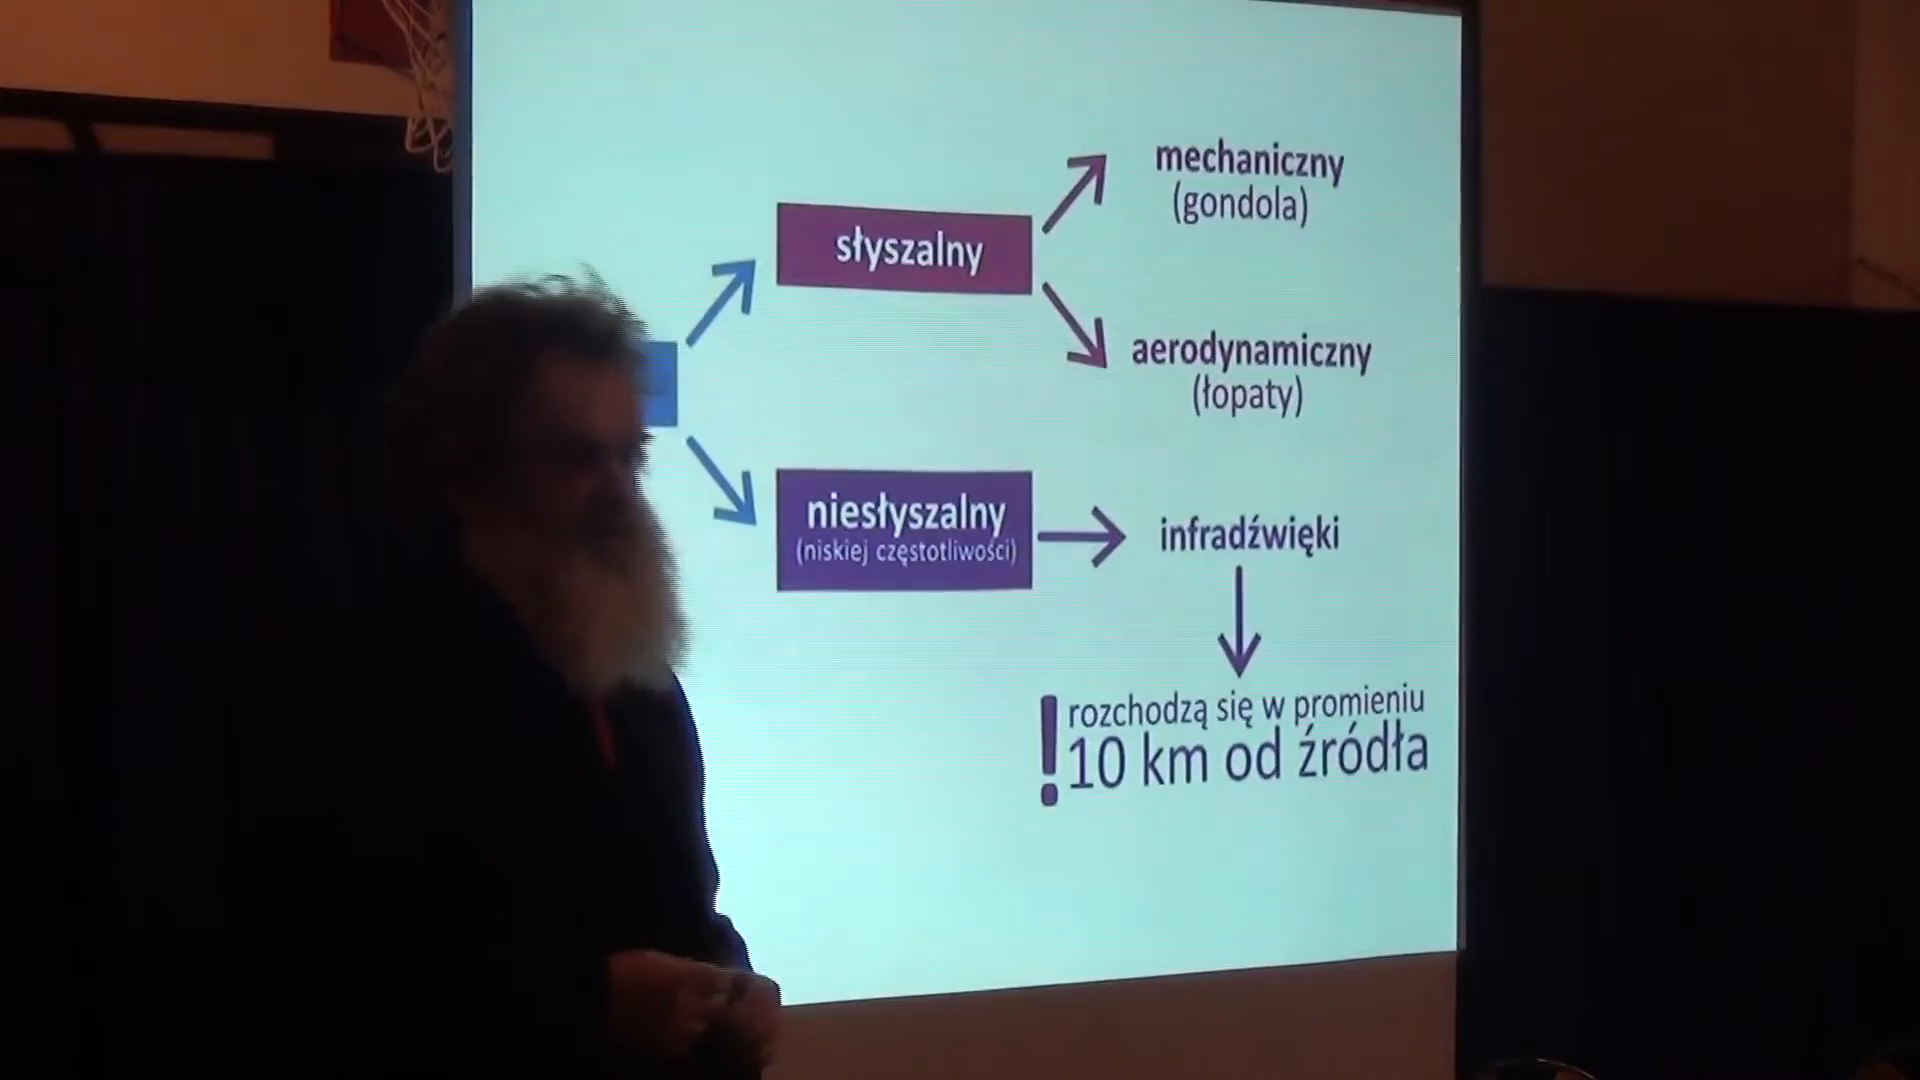 mechaniczny
(gondola)
słyszalny
aerodynamiczny
(łopaty)
niesłyszalny
(niskiej częstotliwości)
infradźwięki
! rozchodzą się w promieniu
10 km od źródła